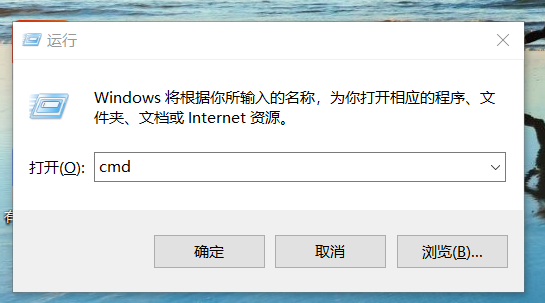 运行
Windows 将根据你所输入的名称，为你打开相应的程序、文
件夹、文档或 Internet 资源。
打开(O): cmd
确定 取消 浏览(B)...